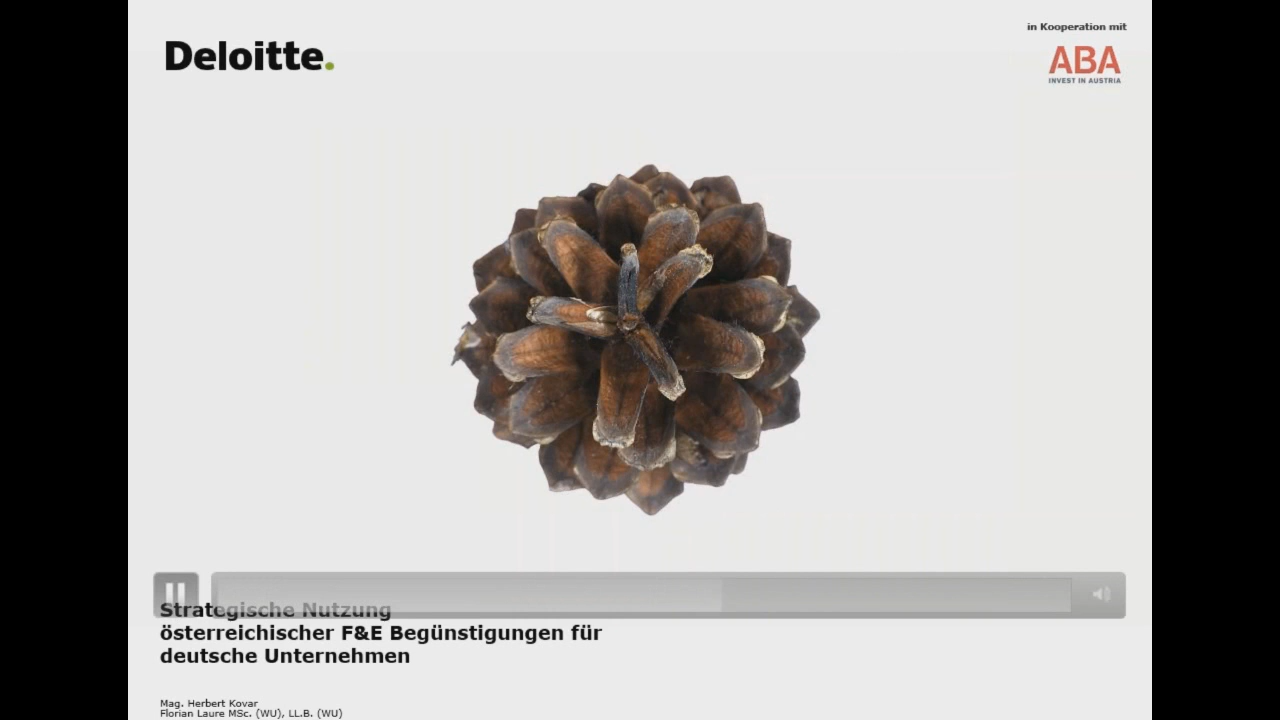 Deloitte.
in Kooperation mit
ABA
INVEST IN AUSTRIA
Strategische Nutzung
österreichischer F&E Begünstigungen für
deutsche Unternehmen
Mag. Herbert Kovar
Florian Laure MSc. (WU), LL.B. (WU)